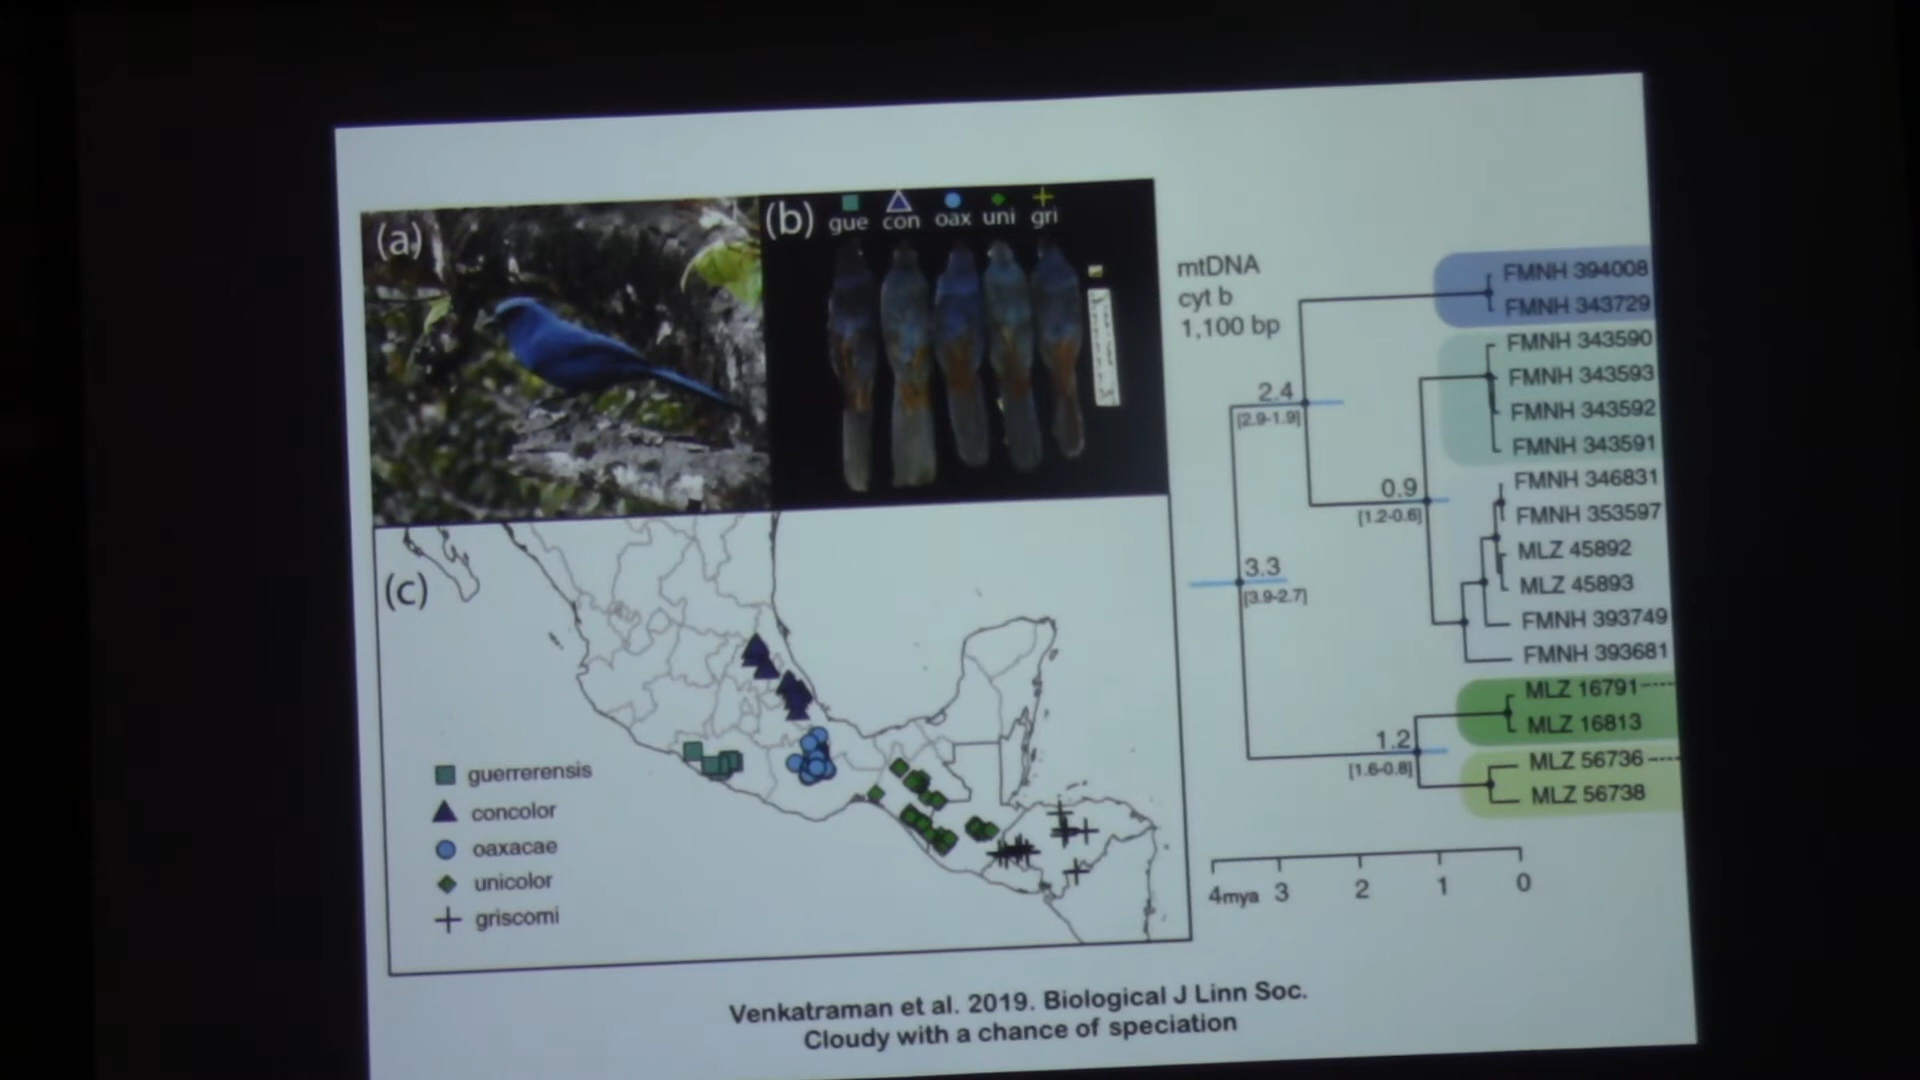 (a)
(b)
gue con oax uni gri
(c)
guerrerensis
concolor
oaxacae
unicolor
griscomi
mtDNA
cyt b
1,100 bp
2.4
[2.9-1.9]
0.9
[1.2-0.6]
3.3
[3.9-2.7]
1.2
[1.6-0.8]
FMNH 394008
FMNH 343729
FMNH 343590
FMNH 343593
FMNH 343592
FMNH 343591
FMNH 346831
FMNH 353597
MLZ 45892
MLZ 45893
FMNH 393749
FMNH 393681
MLZ 16791
MLZ 16813
MLZ 56736
MLZ 56738
4mya 3 2 1 0
Venkatraman et al. 2019. Biological J Linn Soc.
Cloudy with a chance of speciation